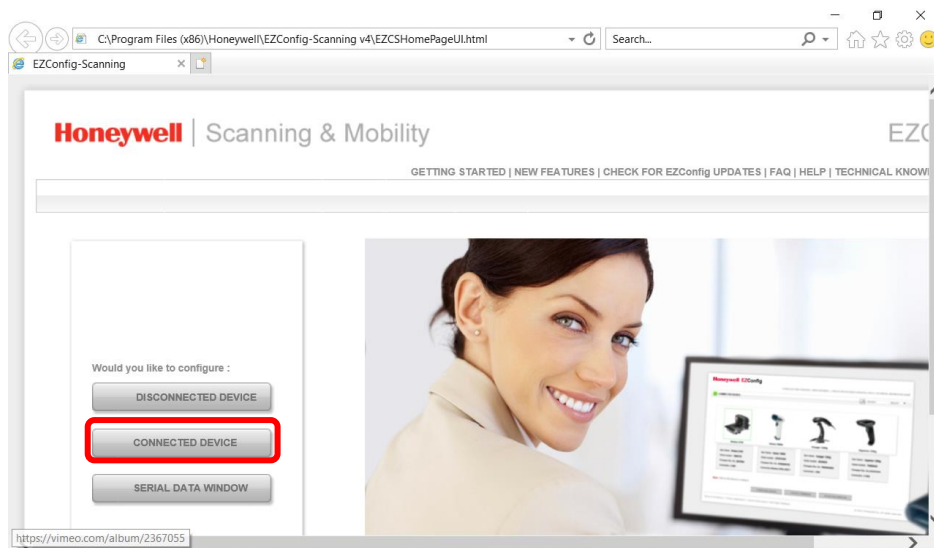 C:\Program Files (x86)\Honeywell\EZConfig-Scanning v4\EZCSHomePageUI.html
Search...
EZConfig-Scanning
Honeywell | Scanning & Mobility
GETTING STARTED | NEW FEATURES | CHECK FOR EZConfig UPDATES | FAQ | HELP | TECHNICAL
Would you like to configure :
DISCONNECTED DEVICE
CONNECTED DEVICE
SERIAL DATA WINDOW
Honeywell EZConfig
https://vimeo.com/album/2367055